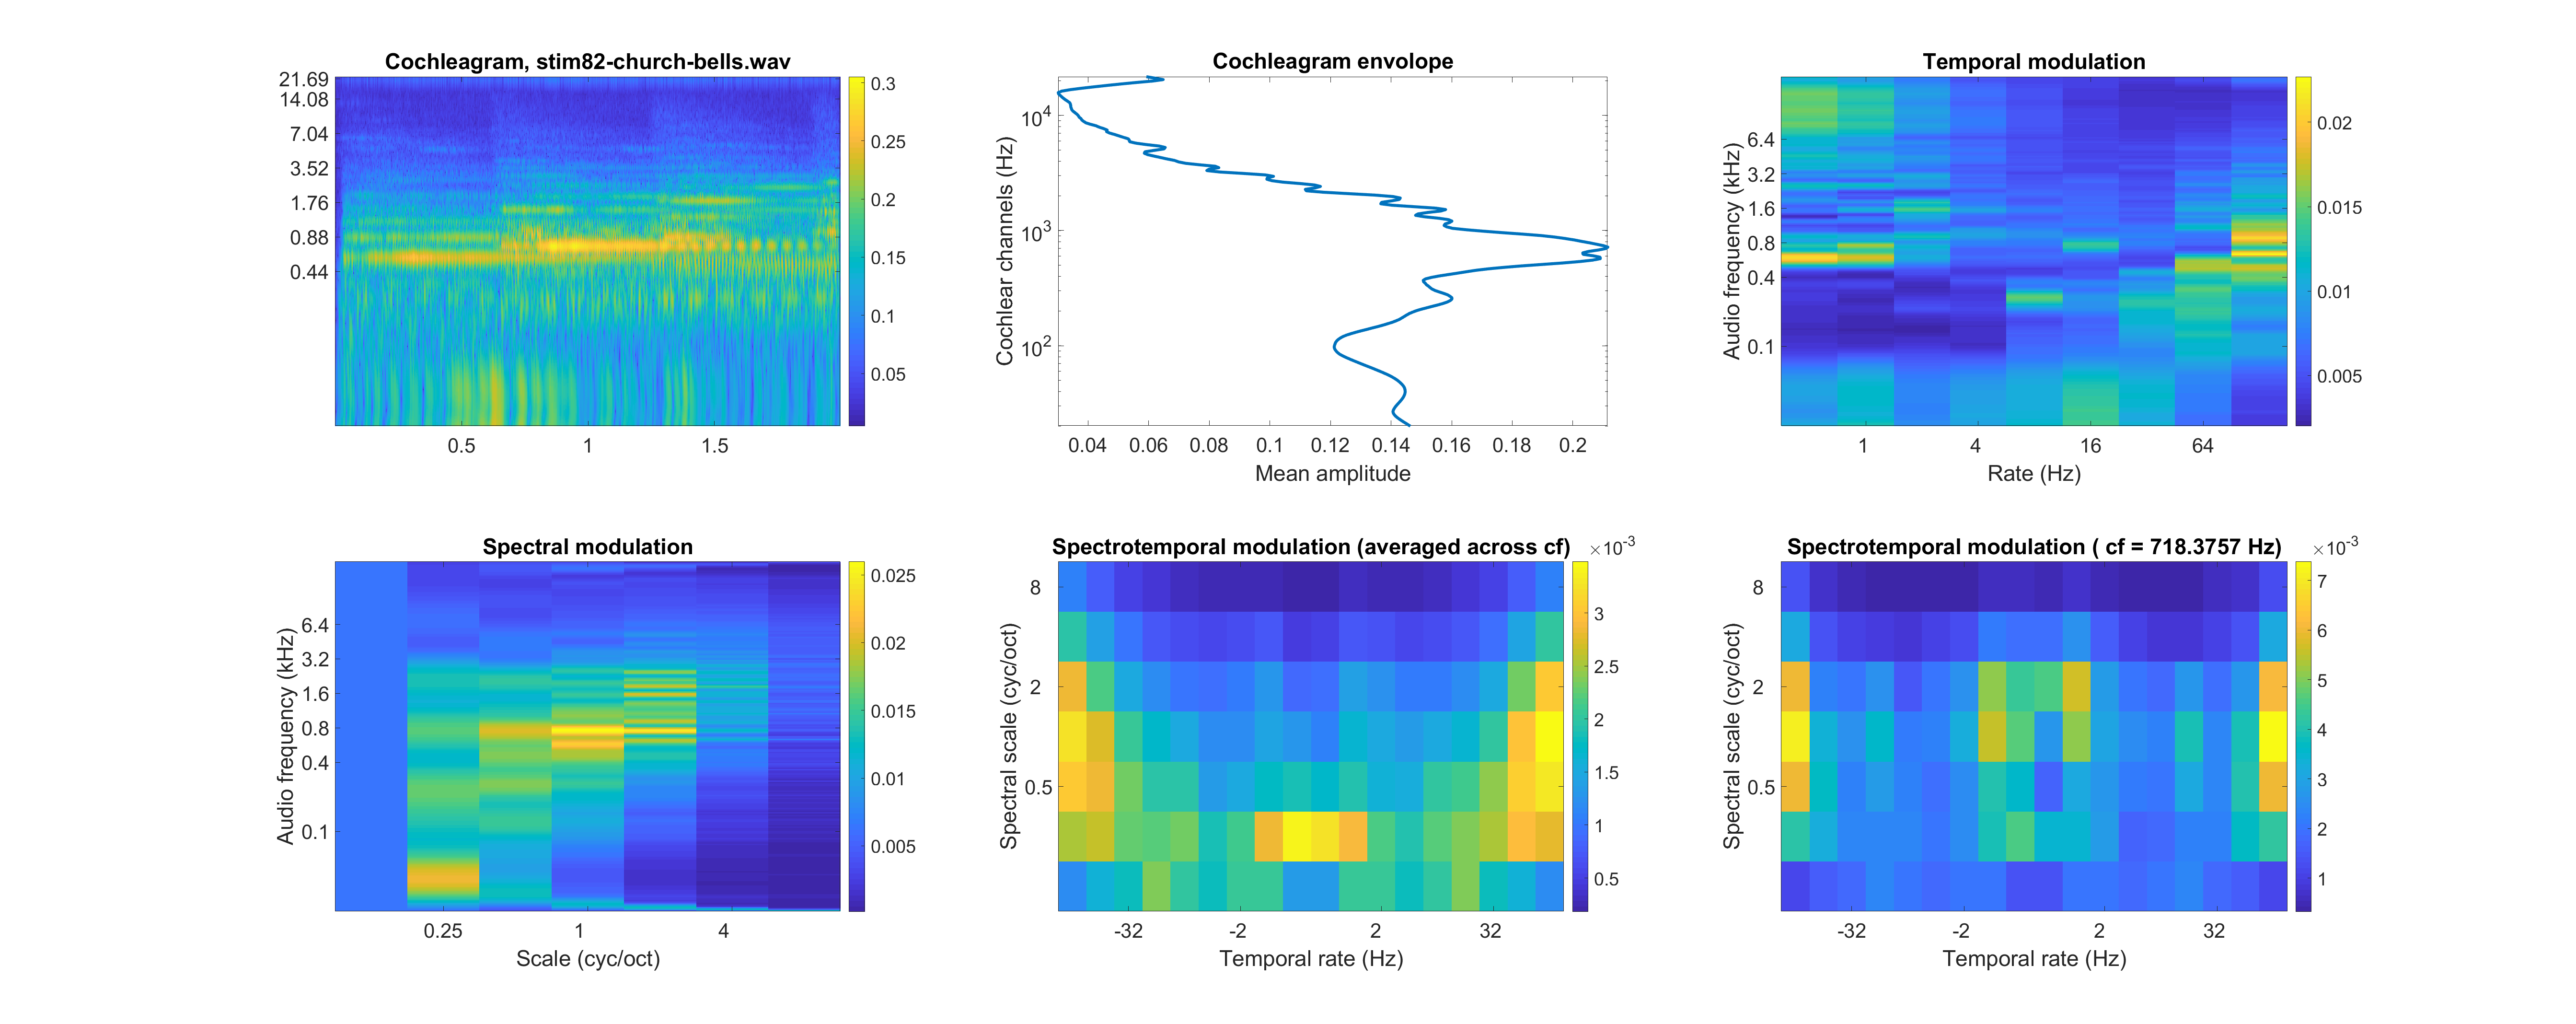 Cochleagram, stim82-church-bells.wav
21.69
14.08
7.04
3.52
1.76
0.88
0.44
0.5
1
1.5
0.3
0.25
0.2
0.15
0.1
0.05
Cochleagram envolope
Cochlear channels (Hz)
10^4
10^3
10^2
0.04 0.06 0.08 0.1 0.12 0.14 0.16 0.18 0.2
Mean amplitude
Temporal modulation
Audio frequency (kHz)
6.4
3.2
1.6
0.8
0.4
0.1
1 4 16 64
Rate (Hz)
0.02
0.015
0.01
0.005
Spectral modulation
Audio frequency (kHz)
6.4
3.2
1.6
0.8
0.4
0.1
0.25 1 4
Scale (cyc/oct)
0.025
0.02
0.015
0.01
0.005
Spectrotemporal modulation (averaged across cf)
×10^-3
Spectral scale (cyc/oct)
8
2
0.5
-32 -2 2 32
Temporal rate (Hz)
3
2.5
2
1.5
1
0.5
Spectrotemporal modulation ( cf = 718.3757 Hz)
×10^-3
Spectral scale (cyc/oct)
8
2
0.5
-32 -2 2 32
Temporal rate (Hz)
7
6
5
4
3
2
1